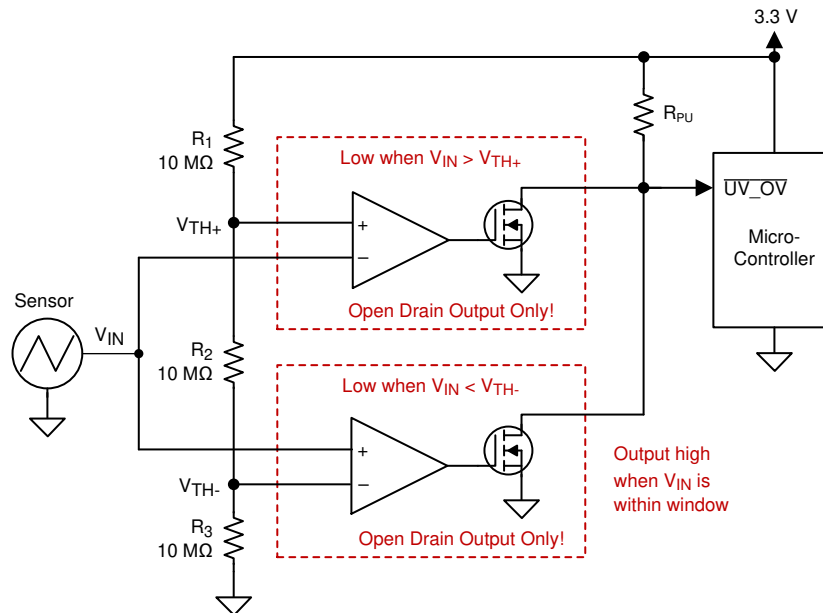 3.3 V
R1
10 MΩ
RPU
Low when VIN > VTH+
UV_OV
VTH+
+
−
Micro-
Controller
Open Drain Output Only!
Sensor
VIN
R2
10 MΩ
Low when VIN < VTH-
+
−
Output high
when VIN is
within window
VTH-
R3
10 MΩ
Open Drain Output Only!